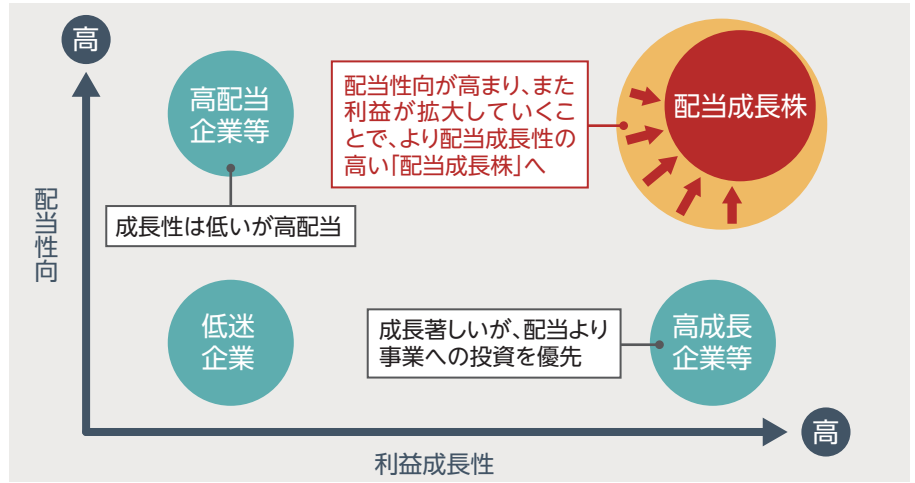 高
配当性向
高配当
企業等
成長性は低いが高配当
配当性向が高まり、また
利益が拡大していくこ
とで、より配当成長性の
高い「配当成長株」へ
配当成長株
低迷
企業
成長著しいが、配当より
事業への投資を優先
高成長
企業等
高
利益成長性